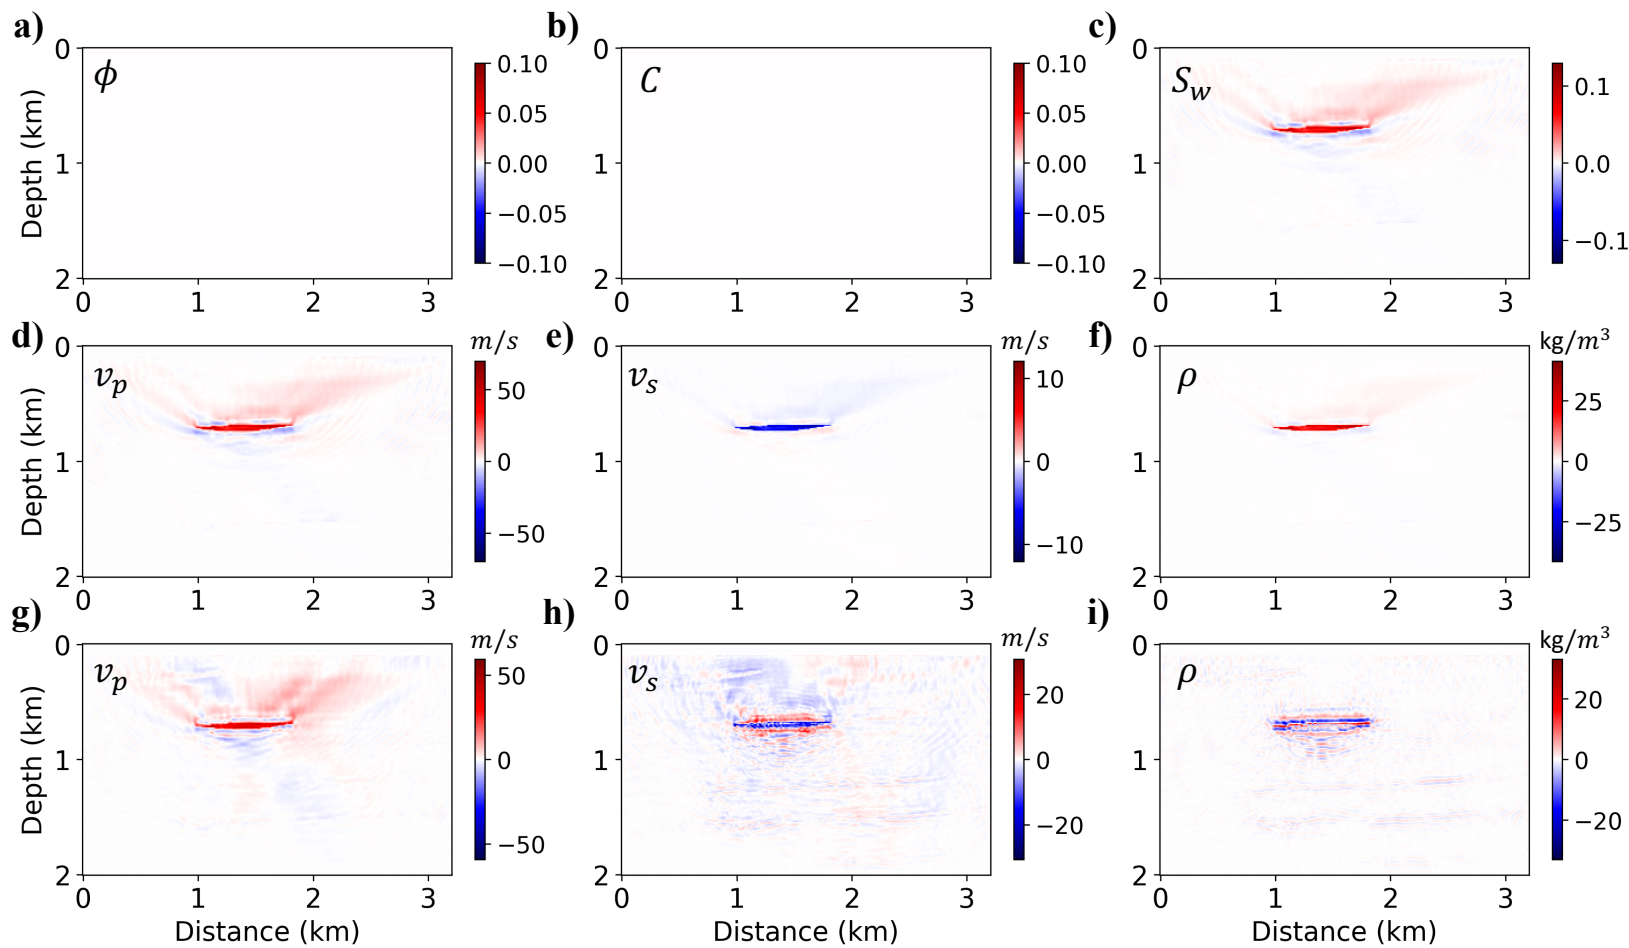 a)
ϕ
0
1
2
0 1 2 3
Depth (km)
0.10
0.05
0.00
−0.05
−0.10
b)
C
0
1
2
0 1 2 3
0.10
0.05
0.00
−0.05
−0.10
c)
S_w
0
1
2
0 1 2 3
0.1
0.0
−0.1
d)
v_p
0
1
2
0 1 2 3
Depth (km)
m/s
50
0
−50
e)
v_s
0
1
2
0 1 2 3
m/s
10
0
−10
f)
ρ
0
1
2
0 1 2 3
kg/m³
25
0
−25
g)
v_p
0
1
2
0 1 2 3
Depth (km)
Distance (km)
m/s
50
0
−50
h)
v_s
0
1
2
0 1 2 3
Distance (km)
m/s
20
0
−20
i)
ρ
0
1
2
0 1 2 3
Distance (km)
kg/m³
20
0
−20